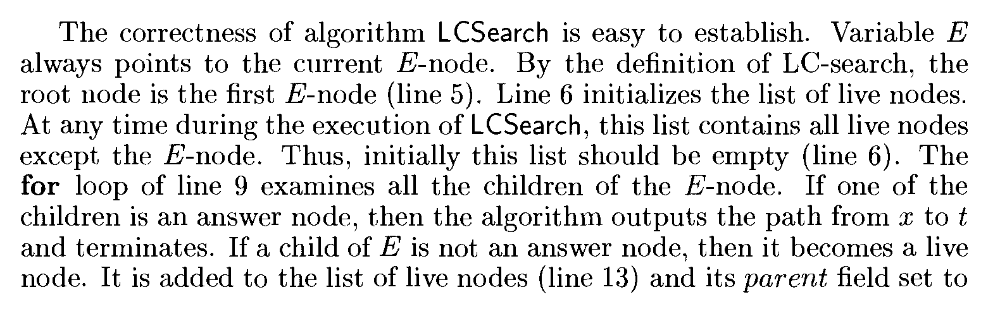 The correctness of algorithm LCSearch is easy to establish. Variable E
always points to the current E-node. By the definition of LC-search, the
root node is the first E-node (line 5). Line 6 initializes the list of live nodes.
At any time during the execution of LCSearch, this list contains all live nodes
except the E-node. Thus, initially this list should be empty (line 6). The
for loop of line 9 examines all the children of the E-node. If one of the
children is an answer node, then the algorithm outputs the path from x to t
and terminates. If a child of E is not an answer node, then it becomes a live
node. It is added to the list of live nodes (line 13) and its parent field set to